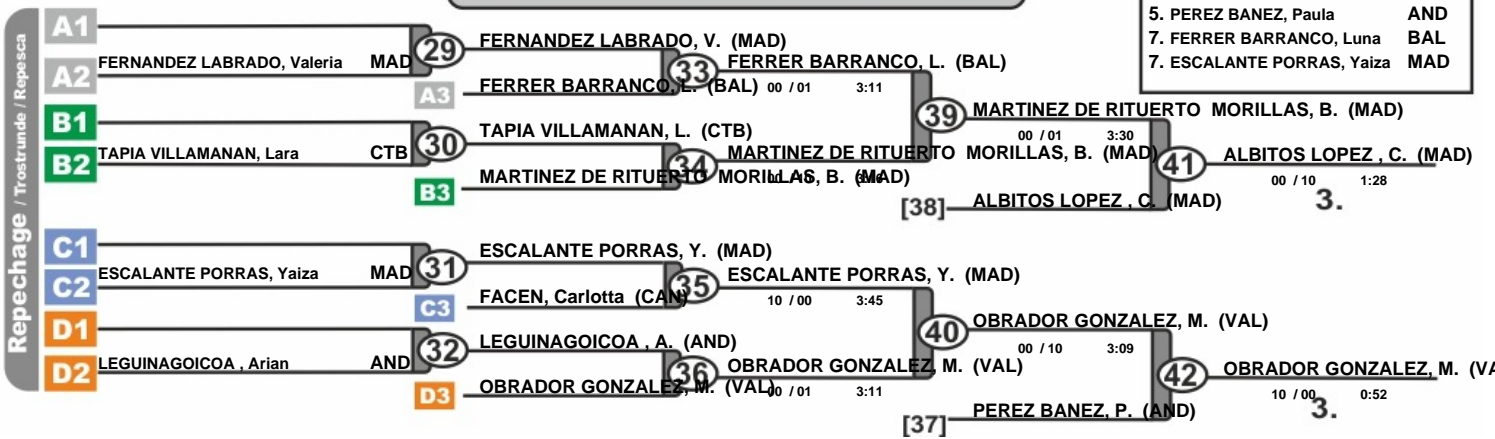 5. PEREZ BANEZ, Paula AND
7. FERRER BARRANCO, Luna BAL
7. ESCALANTE PORRAS, Yaiza MAD
Repechage / Trostrunde / Repesca
A1
FERNANDEZ LABRADO, Valeria MAD
A2
29
FERNANDEZ LABRADO, V. (MAD)
A3
FERRER BARRANCO, L. (BAL)
33
FERRER BARRANCO, L. (BAL)
00 / 01 3:11
B1
TAPIA VILLAMANAN, Lara CTB
B2
30
TAPIA VILLAMANAN, L. (CTB)
B3
MARTINEZ DE RITUERTO MORILLAS, B. (MAD)
34
MARTINEZ DE RITUERTO MORILLAS, B. (MAD)
39
MARTINEZ DE RITUERTO MORILLAS, B. (MAD)
00 / 01 3:30
[38]
ALBITOS LOPEZ , C. (MAD)
41
ALBITOS LOPEZ , C. (MAD)
00 / 10 1:28
3.
C1
ESCALANTE PORRAS, Yaiza MAD
C2
31
ESCALANTE PORRAS, Y. (MAD)
C3
FACEN, Carlotta (CAN)
35
ESCALANTE PORRAS, Y. (MAD)
10 / 00 3:45
D1
LEGUINAGOICOA , Arian AND
D2
32
LEGUINAGOICOA , A. (AND)
D3
OBRADOR GONZALEZ, M. (VAL)
36
OBRADOR GONZALEZ, M. (VAL)
00 / 01 3:11
40
OBRADOR GONZALEZ, M. (VAL)
00 / 10 3:09
[37]
PEREZ BANEZ, P. (AND)
42
OBRADOR GONZALEZ, M. (VA
10 / 00 0:52
3.